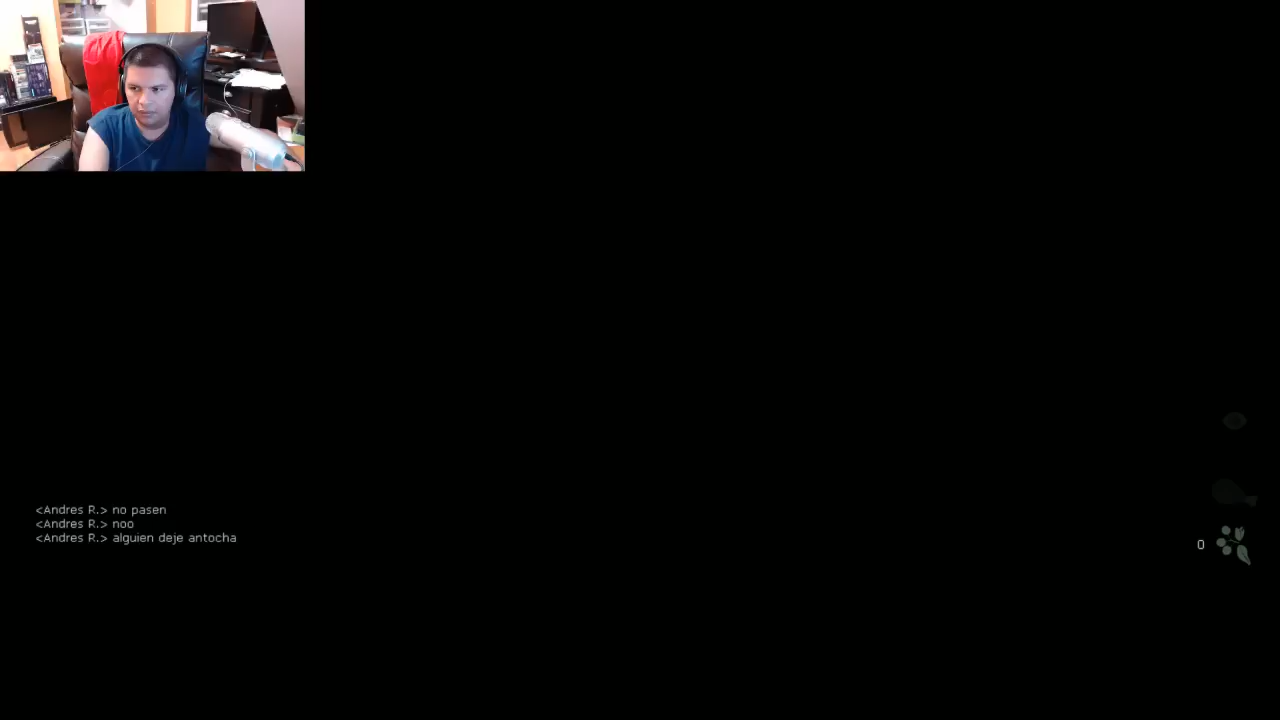 <Andres R.> no pasen
<Andres R.> noo
<Andres R.> alguien deje antocha
0